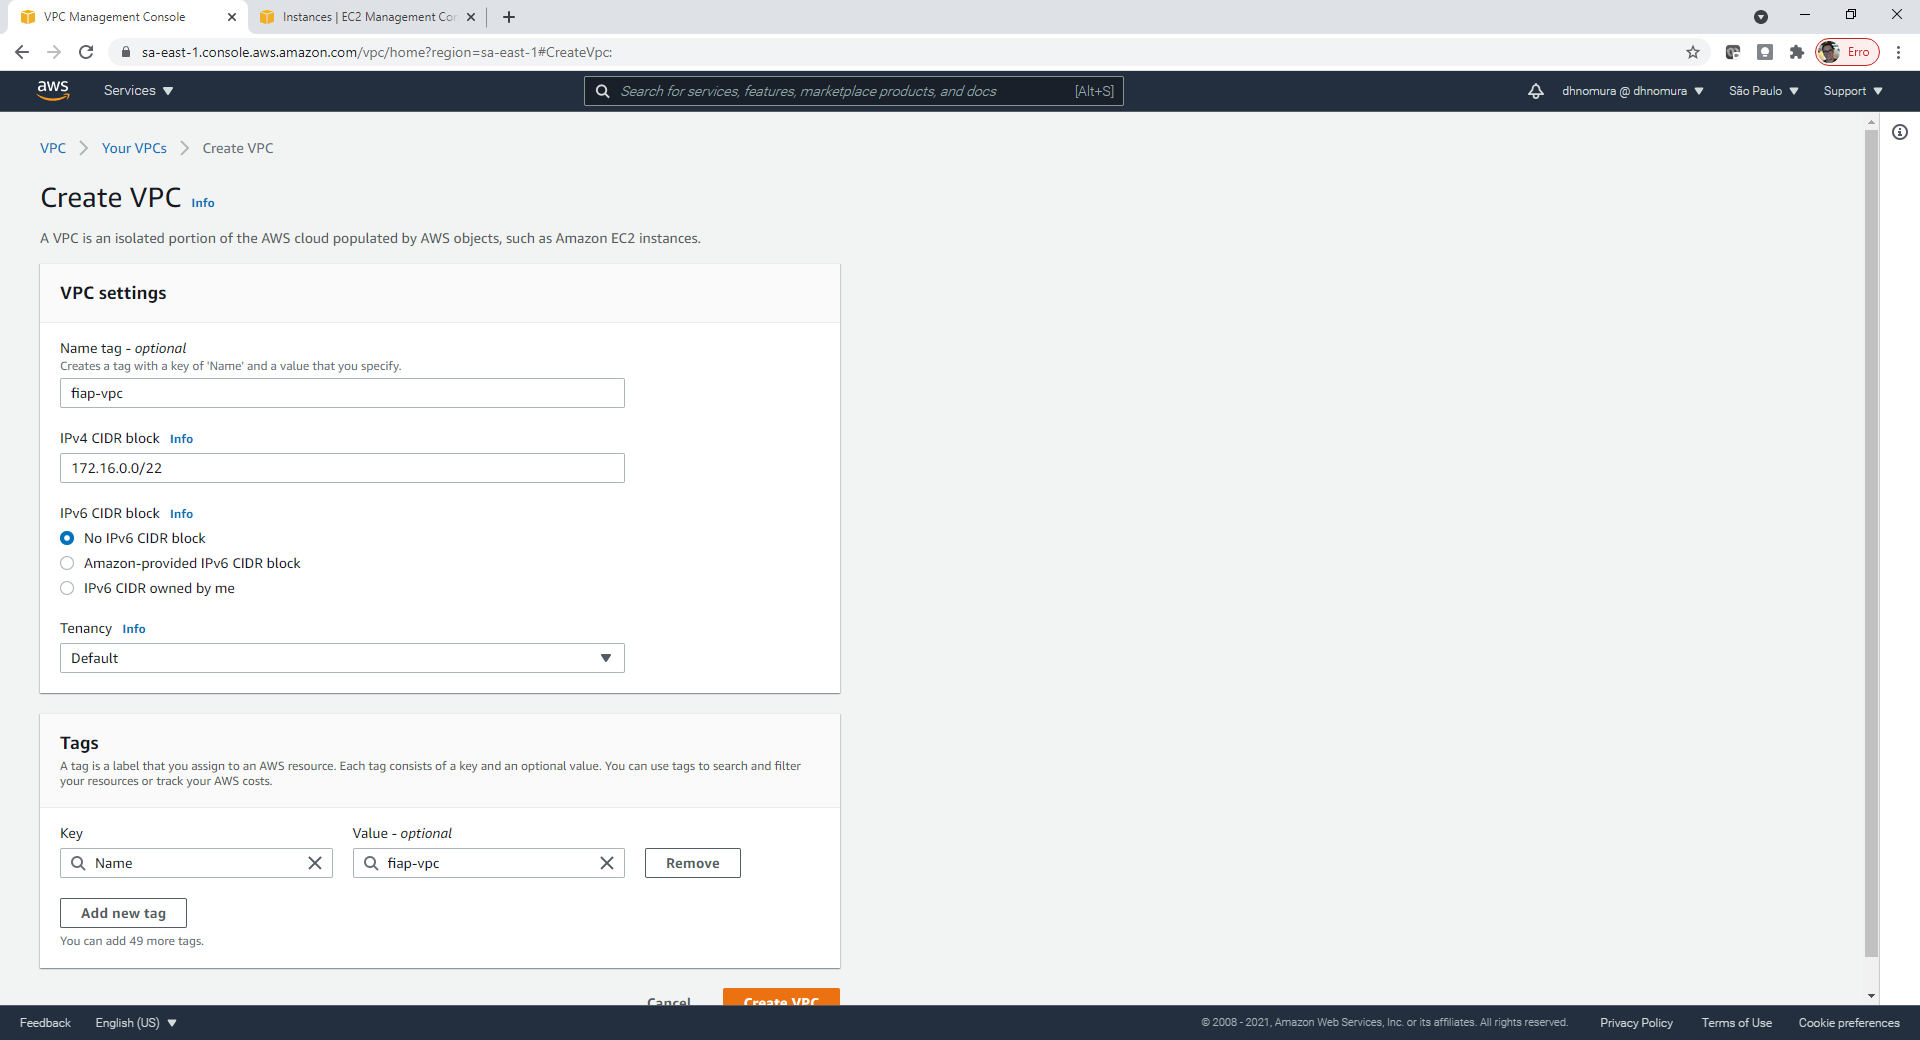 VPC Management Console
Instances | EC2 Management Con
sa-east-1.console.aws.amazon.com/vpc/home?region=sa-east-1#CreateVpc:
Erro
aws
Services
Search for services, features, marketplace products, and docs
[Alt+S]
dhnomura @ dhnomura
São Paulo
Support
VPC
Your VPCs
Create VPC
Create VPC Info
A VPC is an isolated portion of the AWS cloud populated by AWS objects, such as Amazon EC2 instances.
VPC settings
Name tag - optional
Creates a tag with a key of 'Name' and a value that you specify.
fiap-vpc
IPv4 CIDR block Info
172.16.0.0/22
IPv6 CIDR block Info
No IPv6 CIDR block
Amazon-provided IPv6 CIDR block
IPv6 CIDR owned by me
Tenancy Info
Default
Tags
A tag is a label that you assign to an AWS resource. Each tag consists of a key and an optional value. You can use tags to search and filter
your resources or track your AWS costs.
Key
Value - optional
Name
fiap-vpc
Remove
Add new tag
You can add 49 more tags.
Cancel
Create VPC
Feedback
English (US)
© 2008 - 2021, Amazon Web Services, Inc. or its affiliates. All rights reserved.
Privacy Policy
Terms of Use
Cookie preferences